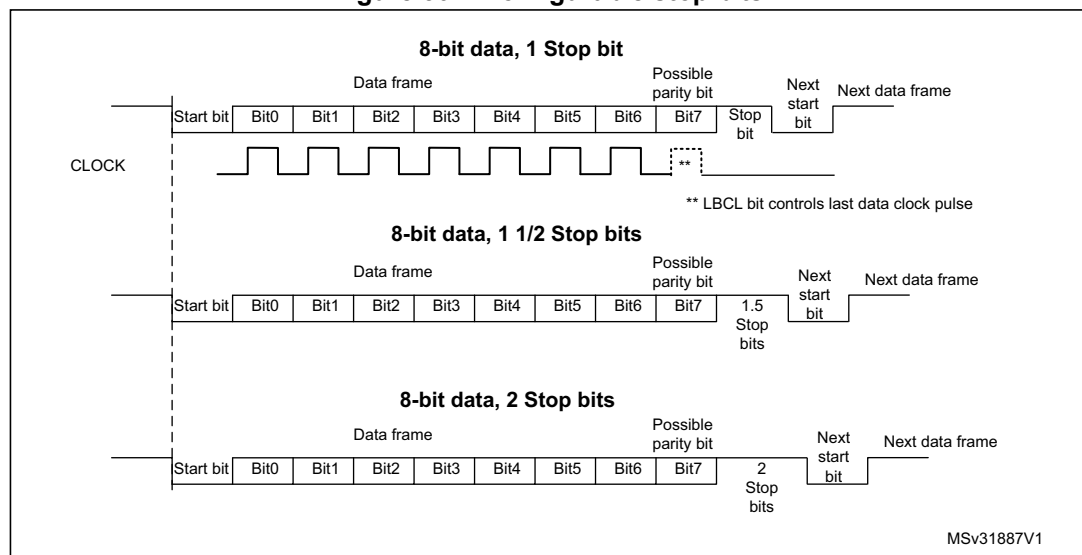 8-bit data, 1 Stop bit
Data frame
Possible parity bit
Next start bit
Next data frame
Start bit Bit0 Bit1 Bit2 Bit3 Bit4 Bit5 Bit6 Bit7 Stop bit
CLOCK
**
** LBCL bit controls last data clock pulse
8-bit data, 1 1/2 Stop bits
Data frame
Possible parity bit
Next start bit
Next data frame
Start bit Bit0 Bit1 Bit2 Bit3 Bit4 Bit5 Bit6 Bit7 1.5 Stop bits
8-bit data, 2 Stop bits
Data frame
Possible parity bit
Next start bit
Next data frame
Start bit Bit0 Bit1 Bit2 Bit3 Bit4 Bit5 Bit6 Bit7 2 Stop bits
MSv31887V1